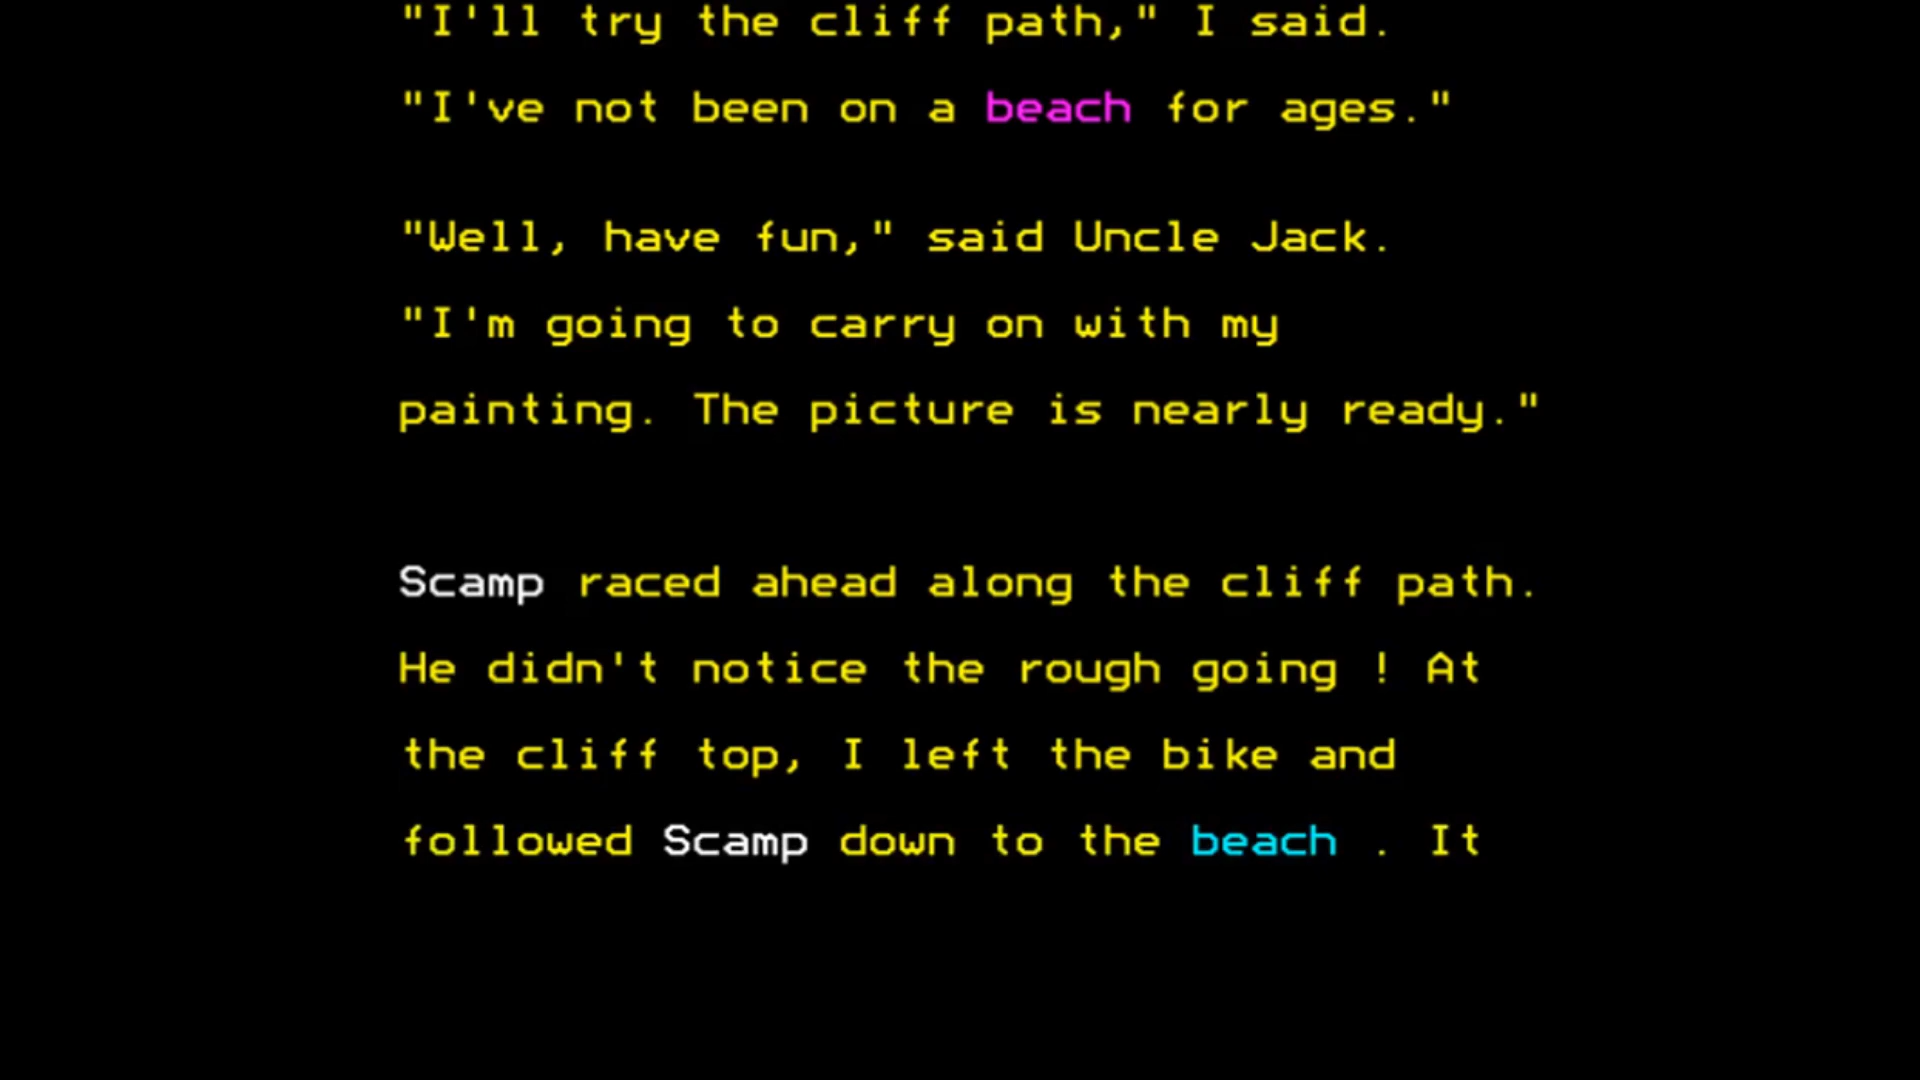 "I'll try the cliff path," I said.
"I've not been on a beach for ages."
"Well, have fun," said Uncle Jack.
"I'm going to carry on with my
painting. The picture is nearly ready."
Scamp raced ahead along the cliff path.
He didn't notice the rough going ! At
the cliff top, I left the bike and
followed Scamp down to the beach . It